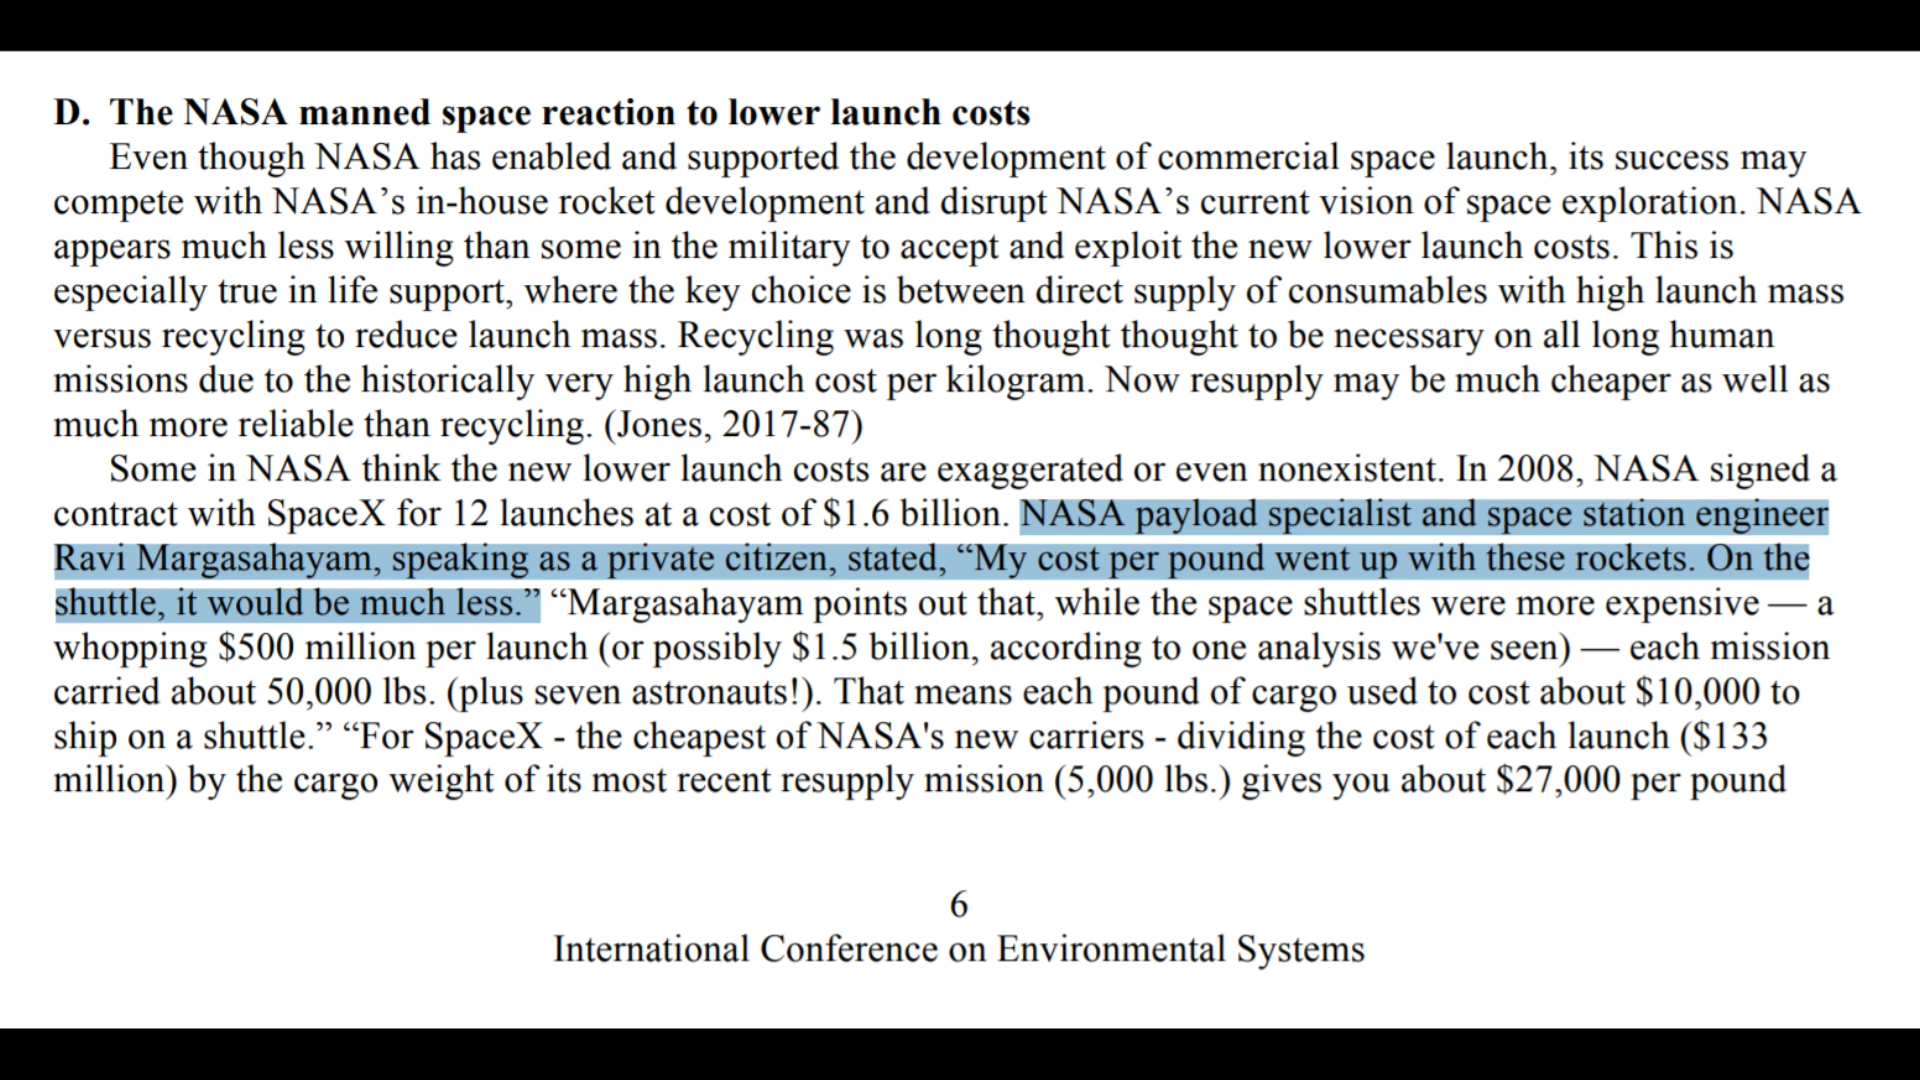 D. The NASA manned space reaction to lower launch costs
Even though NASA has enabled and supported the development of commercial space launch, its success may
compete with NASA’s in-house rocket development and disrupt NASA’s current vision of space exploration. NASA
appears much less willing than some in the military to accept and exploit the new lower launch costs. This is
especially true in life support, where the key choice is between direct supply of consumables with high launch mass
versus recycling to reduce launch mass. Recycling was long thought thought to be necessary on all long human
missions due to the historically very high launch cost per kilogram. Now resupply may be much cheaper as well as
much more reliable than recycling. (Jones, 2017-87)
Some in NASA think the new lower launch costs are exaggerated or even nonexistent. In 2008, NASA signed a
contract with SpaceX for 12 launches at a cost of $1.6 billion. NASA payload specialist and space station engineer
Ravi Margasahayam, speaking as a private citizen, stated, “My cost per pound went up with these rockets. On the
shuttle, it would be much less.” “Margasahayam points out that, while the space shuttles were more expensive — a
whopping $500 million per launch (or possibly $1.5 billion, according to one analysis we've seen) — each mission
carried about 50,000 lbs. (plus seven astronauts!). That means each pound of cargo used to cost about $10,000 to
ship on a shuttle.” “For SpaceX - the cheapest of NASA's new carriers - dividing the cost of each launch ($133
million) by the cargo weight of its most recent resupply mission (5,000 lbs.) gives you about $27,000 per pound
6
International Conference on Environmental Systems